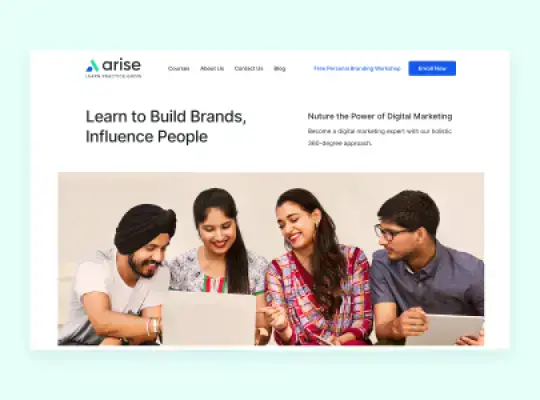 arise
LEARN.PRACTICE.GROW
Courses
About Us
Contact Us
Blog
Free Personal Branding Workshop
Enroll Now
Learn to Build Brands,
Influence People
Nuture the Power of Digital Marketing
Become a digital marketing expert with our holistic
360-degree approach.